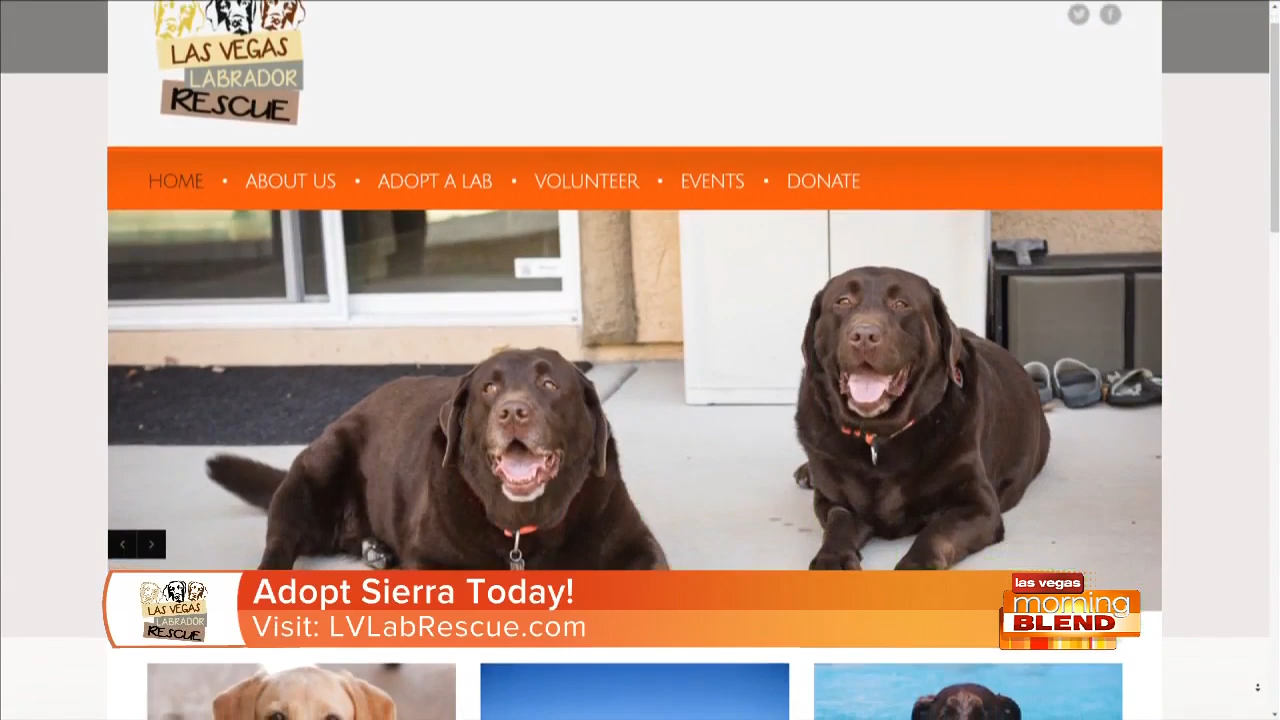 LAS VEGAS
LABRADOR
RESCUE
HOME • ABOUT US • ADOPT A LAB • VOLUNTEER • EVENTS • DONATE
Adopt Sierra Today!
Visit: LVLabRescue.com
LAS VEGAS
LABRADOR
RESCUE
las vegas
morning
BLEND